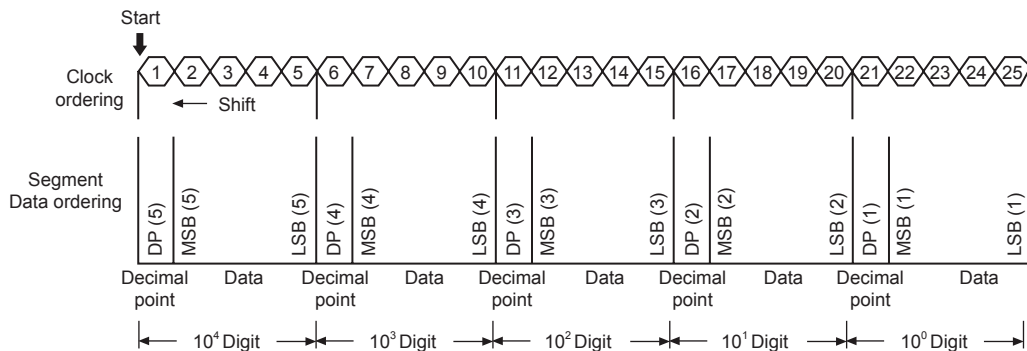 Start
Clock ordering
1 2 3 4 5 6 7 8 9 10 11 12 13 14 15 16 17 18 19 20 21 22 23 24 25
Shift
Segment
Data ordering
DP (5) MSB (5) LSB (5) DP (4) MSB (4) LSB (4) DP (3) MSB (3) LSB (3) DP (2) MSB (2) LSB (2) DP (1) MSB (1) LSB (1)
Decimal point Data Decimal point Data Decimal point Data Decimal point Data Decimal point Data
10⁴ Digit 10³ Digit 10² Digit 10¹ Digit 10⁰ Digit